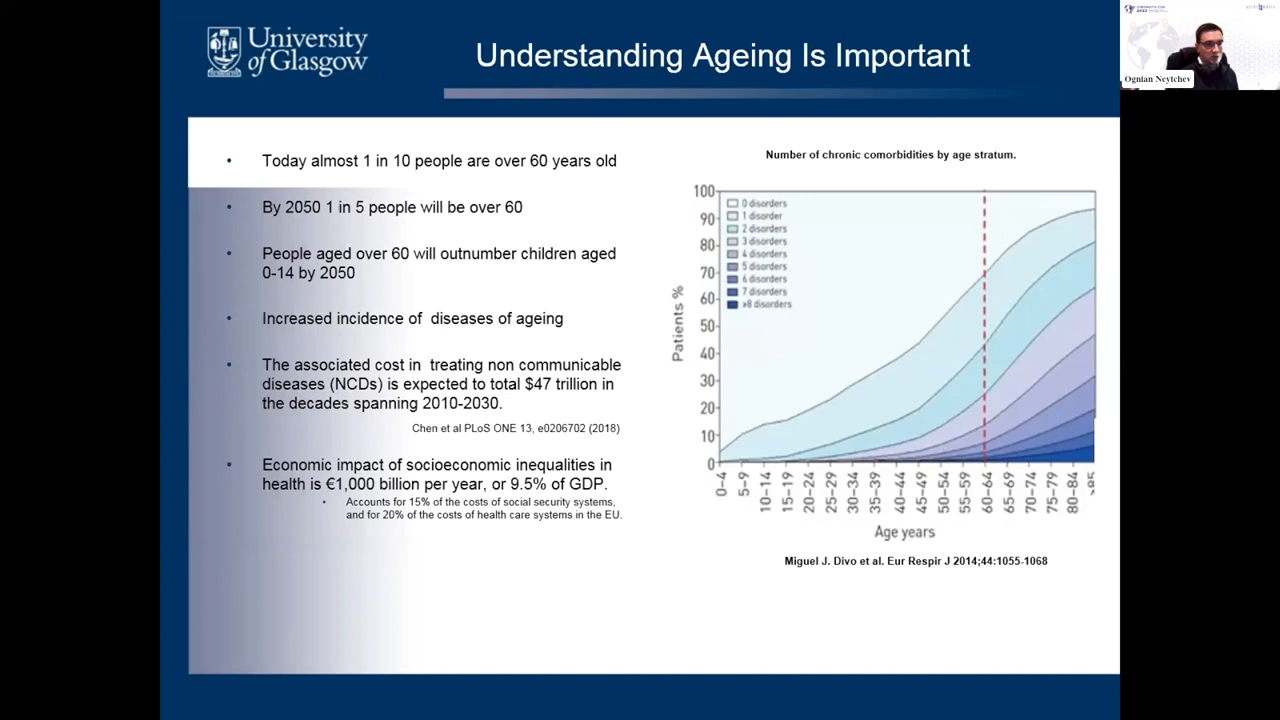 University
of Glasgow
Understanding Ageing Is Important
Ognian Neytchev
• Today almost 1 in 10 people are over 60 years old
• By 2050 1 in 5 people will be over 60
• People aged over 60 will outnumber children aged
0-14 by 2050
• Increased incidence of diseases of ageing
• The associated cost in treating non communicable
diseases (NCDs) is expected to total $47 trillion in
the decades spanning 2010-2030.
Chen et al PLoS ONE 13, e0206702 (2018)
• Economic impact of socioeconomic inequalities in
health is €1,000 billion per year, or 9.5% of GDP.
• Accounts for 15% of the costs of social security systems,
and for 20% of the costs of health care systems in the EU.
Number of chronic comorbidities by age stratum.
100
90
80
70
60
50
40
30
20
10
0
Patients %
0 disorders
1 disorder
2 disorders
3 disorders
4 disorders
5 disorders
6 disorders
7 disorders
≥8 disorders
0–4
5–9
10–14
15–19
20–24
25–29
30–34
35–39
40–44
45–49
50–54
55–59
60–64
65–69
70–74
75–79
80–84
≥85
Age years
Miguel J. Divo et al. Eur Respir J 2014;44:1055-1068